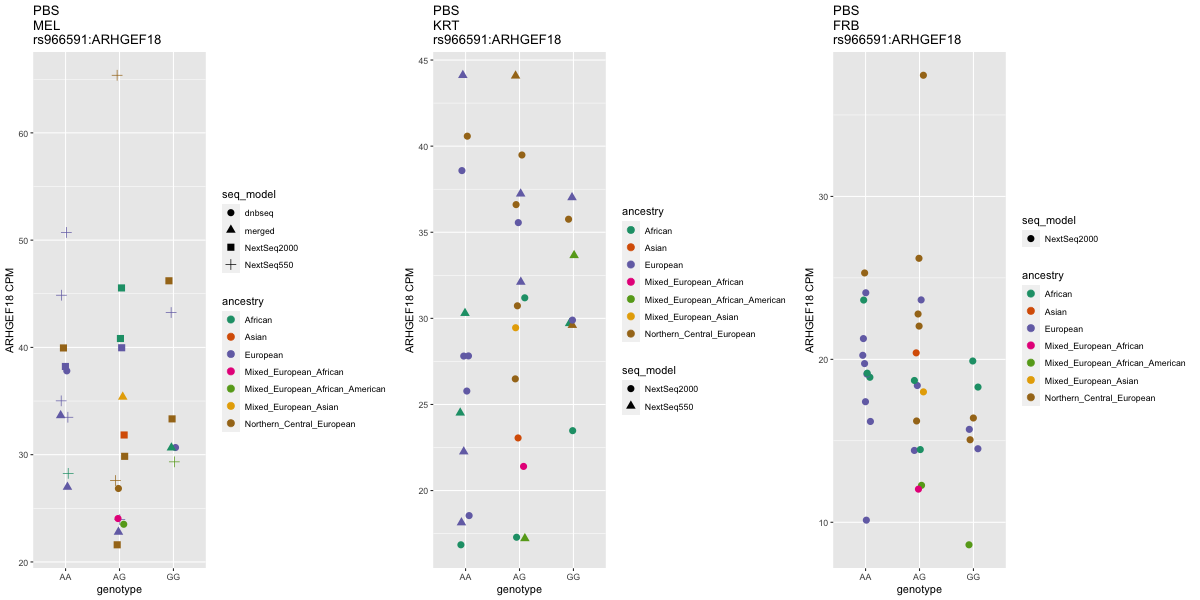 PBS
MEL
rs966591:ARHGEF18
60
50
40
30
20
ARHGEF18 CPM
AA
AG
GG
genotype
seq_model
dnbseq
merged
NextSeq2000
NextSeq550
ancestry
African
Asian
European
Mixed_European_African
Mixed_European_African_American
Mixed_European_Asian
Northern_Central_European
PBS
KRT
rs966591:ARHGEF18
45
40
35
30
25
20
ARHGEF18 CPM
AA
AG
GG
genotype
ancestry
African
Asian
European
Mixed_European_African
Mixed_European_African_American
Mixed_European_Asian
Northern_Central_European
seq_model
NextSeq2000
NextSeq550
PBS
FRB
rs966591:ARHGEF18
30
20
10
ARHGEF18 CPM
AA
AG
GG
genotype
seq_model
NextSeq2000
ancestry
African
Asian
European
Mixed_European_African
Mixed_European_African_American
Mixed_European_Asian
Northern_Central_European